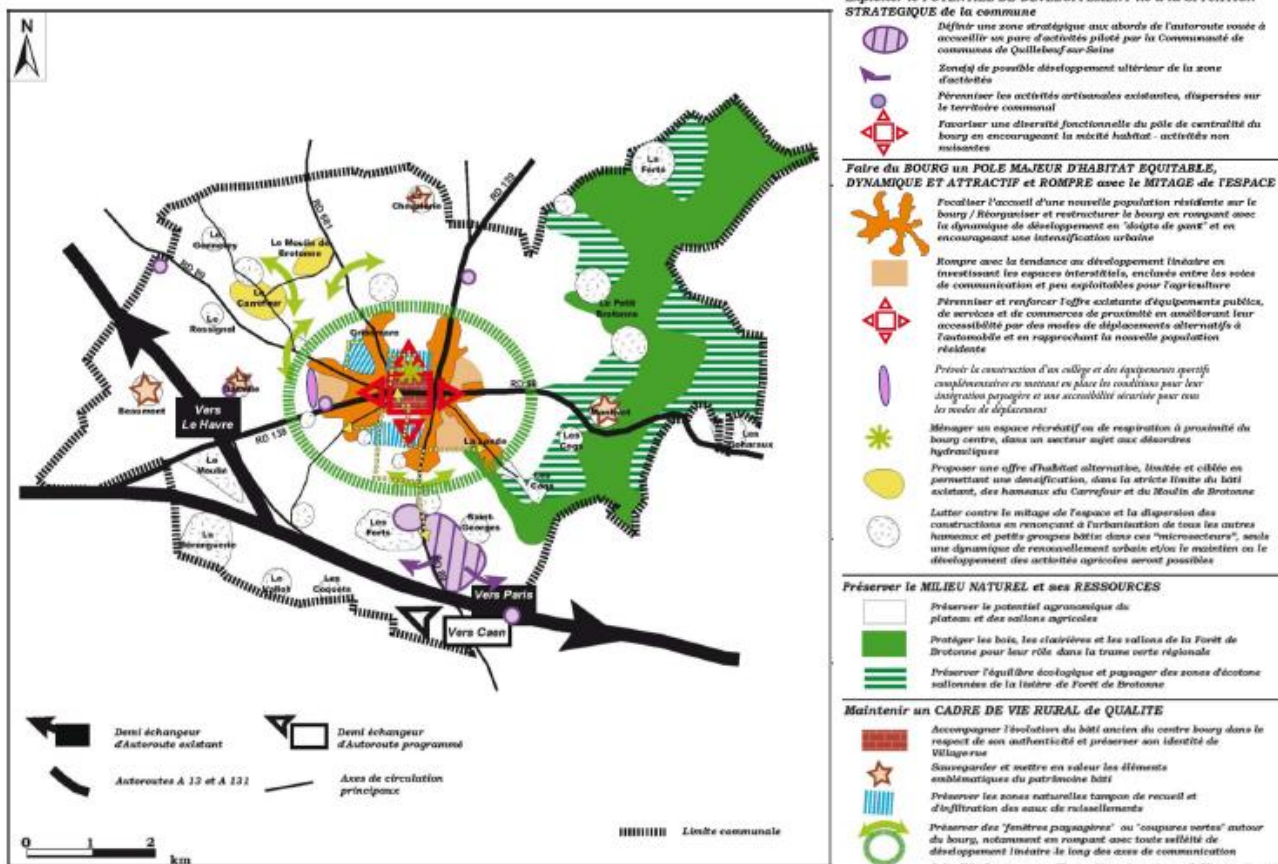 N
La Forté
Chouetterie
RD 139
RD 681
Le Moulin de Brotonne
Le Carrefour
RD 89
Le Rossignol
Le Petit Brotonne
Beaumont
Vers Le Havre
RD 138
Le Moulin
La Lande
Les Cogs
Les Forts
Saint-Georges
Les Coquets
Vers Paris
Vers Caen
Demi échangeur d'Autoroute existant
Demi échangeur d'Autoroute programmé
Autoroutes A 13 et A 131
Axes de circulation principaux
0 1 2
km
Limite communale
STRATEGIQUE de la commune
Définir une zone stratégique aux abords de l'autoroute vouée à
accueillir un parc d'activités piloté par la Communauté de
communes de Quillebeuf sur Seine
Zone(s) de possible développement ultérieur de la zone
d'activités
Pérenniser les activités artisanales existantes, dispersées sur
le territoire communal
Favoriser une diversité fonctionnelle du pôle de centralité du
bourg en encourageant la mixité habitat - activités non
nuisantes
Faire du BOURG un POLE MAJEUR D'HABITAT EQUITABLE,
DYNAMIQUE ET ATTRACTIF et ROMPRE avec le MITAGE de l'ESPACE
Focaliser l'accueil d'une nouvelle population résidente sur le
bourg / Réorganiser et restructurer le bourg en rompant avec
la dynamique de développement en "doigts de gant" et en
encourageant une intensification urbaine
Rompre avec la tendance au développement linéaire en
investissant les espaces interstitiels, enclavés entre les voies
de communication et peu exploitables pour l'agriculture
Pérenniser et renforcer l'offre existante d'équipements publics,
de services et de commerces de proximité en améliorant leur
accessibilité par des modes de déplacements alternatifs à
l'automobile et en rapprochant la nouvelle population
résidente
Prévoir la construction d'un collège et des équipements sportifs
complémentaires en mettant en place les conditions pour leur
intégration paysagère et une accessibilité sécurisée pour tous
les modes de déplacement
Ménager un espace récréatif ou de respiration à proximité du
bourg centre, dans un secteur sujet aux désordres
hydrauliques
Proposer une offre d'habitat alternative, limitée et ciblée en
permettant une densification, dans la stricte limite du bâti
existant, des hameaux du Carrefour et du Moulin de Brotonne
Lutter contre le mitage de l'espace et la dispersion des
constructions en renonçant à l'urbanisation de tous les autres
hameaux et petits groupes bâtis: dans ces "microsecteurs", seuls
une dynamique de renouvellement urbain et/ou le maintien ou le
développement des activités agricoles seront possibles
Préserver le MILIEU NATUREL et ses RESSOURCES
Préserver le potentiel agronomique du
plateau et des vallons agricoles
Protéger les bois, les clairières et les vallons de la Forêt de
Brotonne pour leur rôle dans la trame verte régionale
Préserver l'équilibre écologique et paysager des zones d'écotone
vallonnées de la lisière de Forêt de Brotonne
Maintenir un CADRE DE VIE RURAL de QUALITE
Accompagner l'évolution du bâti ancien du centre bourg dans le
respect de son authenticité et préserver son identité de
Village-rue
Sauvegarder et mettre en valeur les éléments
emblématiques du patrimoine bâti
Préserver les zones naturelles tampon de recueil et
d'infiltration des eaux de ruissellements
Préserver des "fenêtres paysagères" ou "coupures vertes" autour
du bourg, notamment en rompant avec toute velléité de
développement linéaire le long des axes de communication